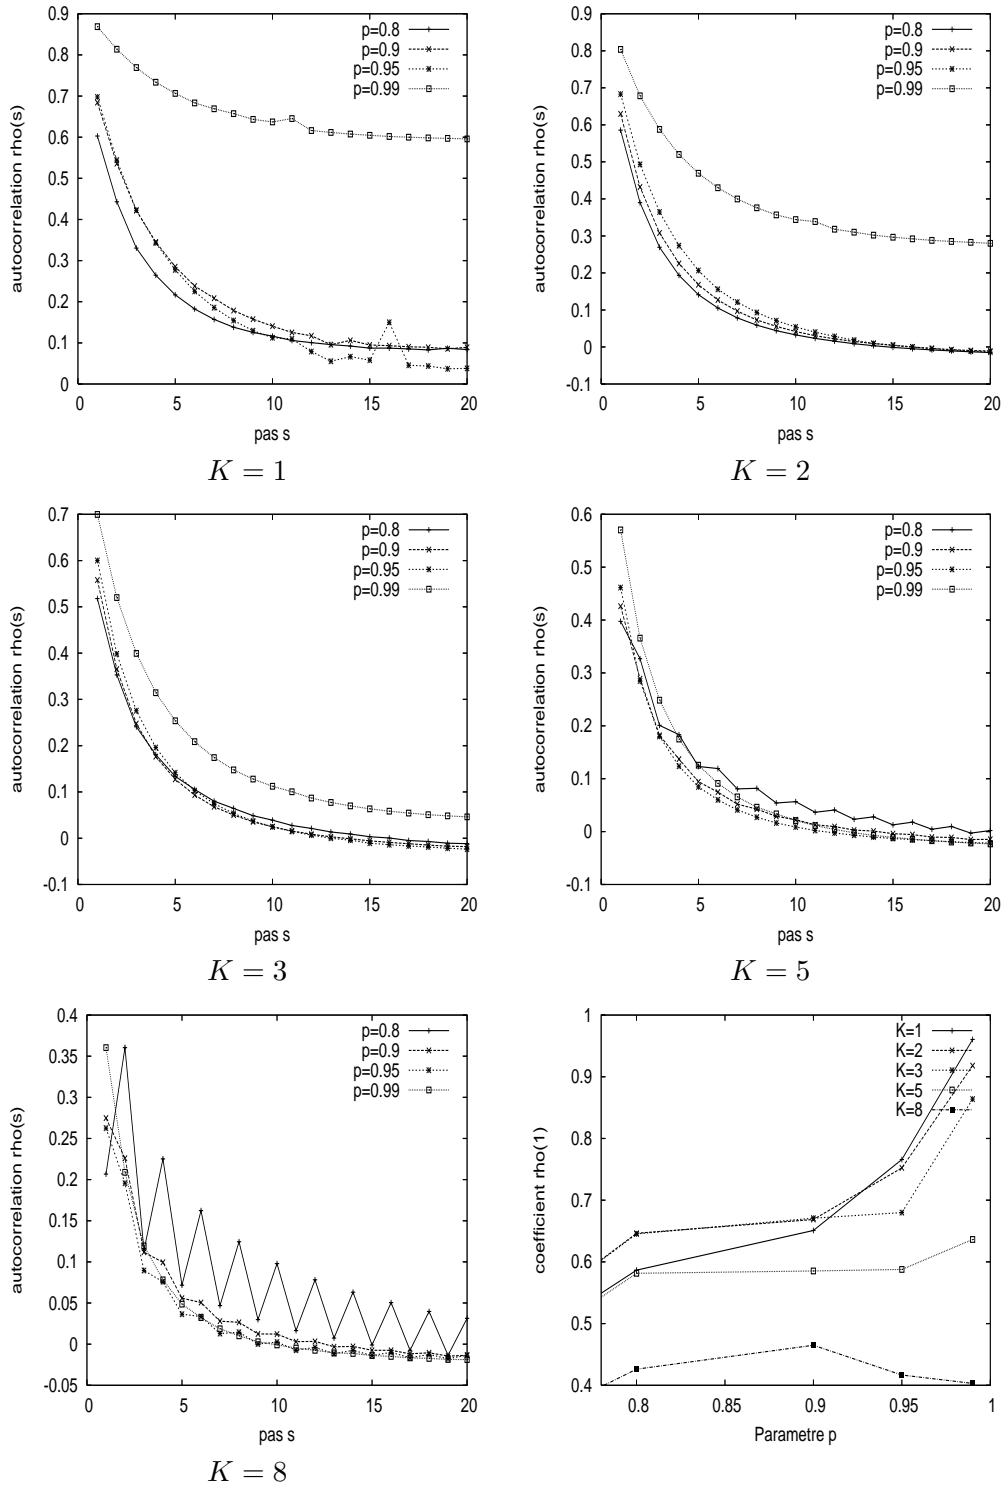 0.9
0.8
0.7
0.6
0.5
0.4
0.3
0.2
0.1
0
0 5 10 15 20
autocorrelation rho(s)
pas s
p=0.8
p=0.9
p=0.95
p=0.99
K = 1
0.9
0.8
0.7
0.6
0.5
0.4
0.3
0.2
0.1
0
-0.1
0 5 10 15 20
autocorrelation rho(s)
pas s
p=0.8
p=0.9
p=0.95
p=0.99
K = 2
0.7
0.6
0.5
0.4
0.3
0.2
0.1
0
-0.1
0 5 10 15 20
autocorrelation rho(s)
pas s
p=0.8
p=0.9
p=0.95
p=0.99
K = 3
0.6
0.5
0.4
0.3
0.2
0.1
0
-0.1
0 5 10 15 20
autocorrelation rho(s)
pas s
p=0.8
p=0.9
p=0.95
p=0.99
K = 5
0.4
0.35
0.3
0.25
0.2
0.15
0.1
0.05
0
-0.05
0 5 10 15 20
autocorrelation rho(s)
pas s
p=0.8
p=0.9
p=0.95
p=0.99
K = 8
1
0.9
0.8
0.7
0.6
0.5
0.4
0.8 0.85 0.9 0.95 1
coefficient rho(1)
Parametre p
K=1
K=2
K=3
K=5
K=8